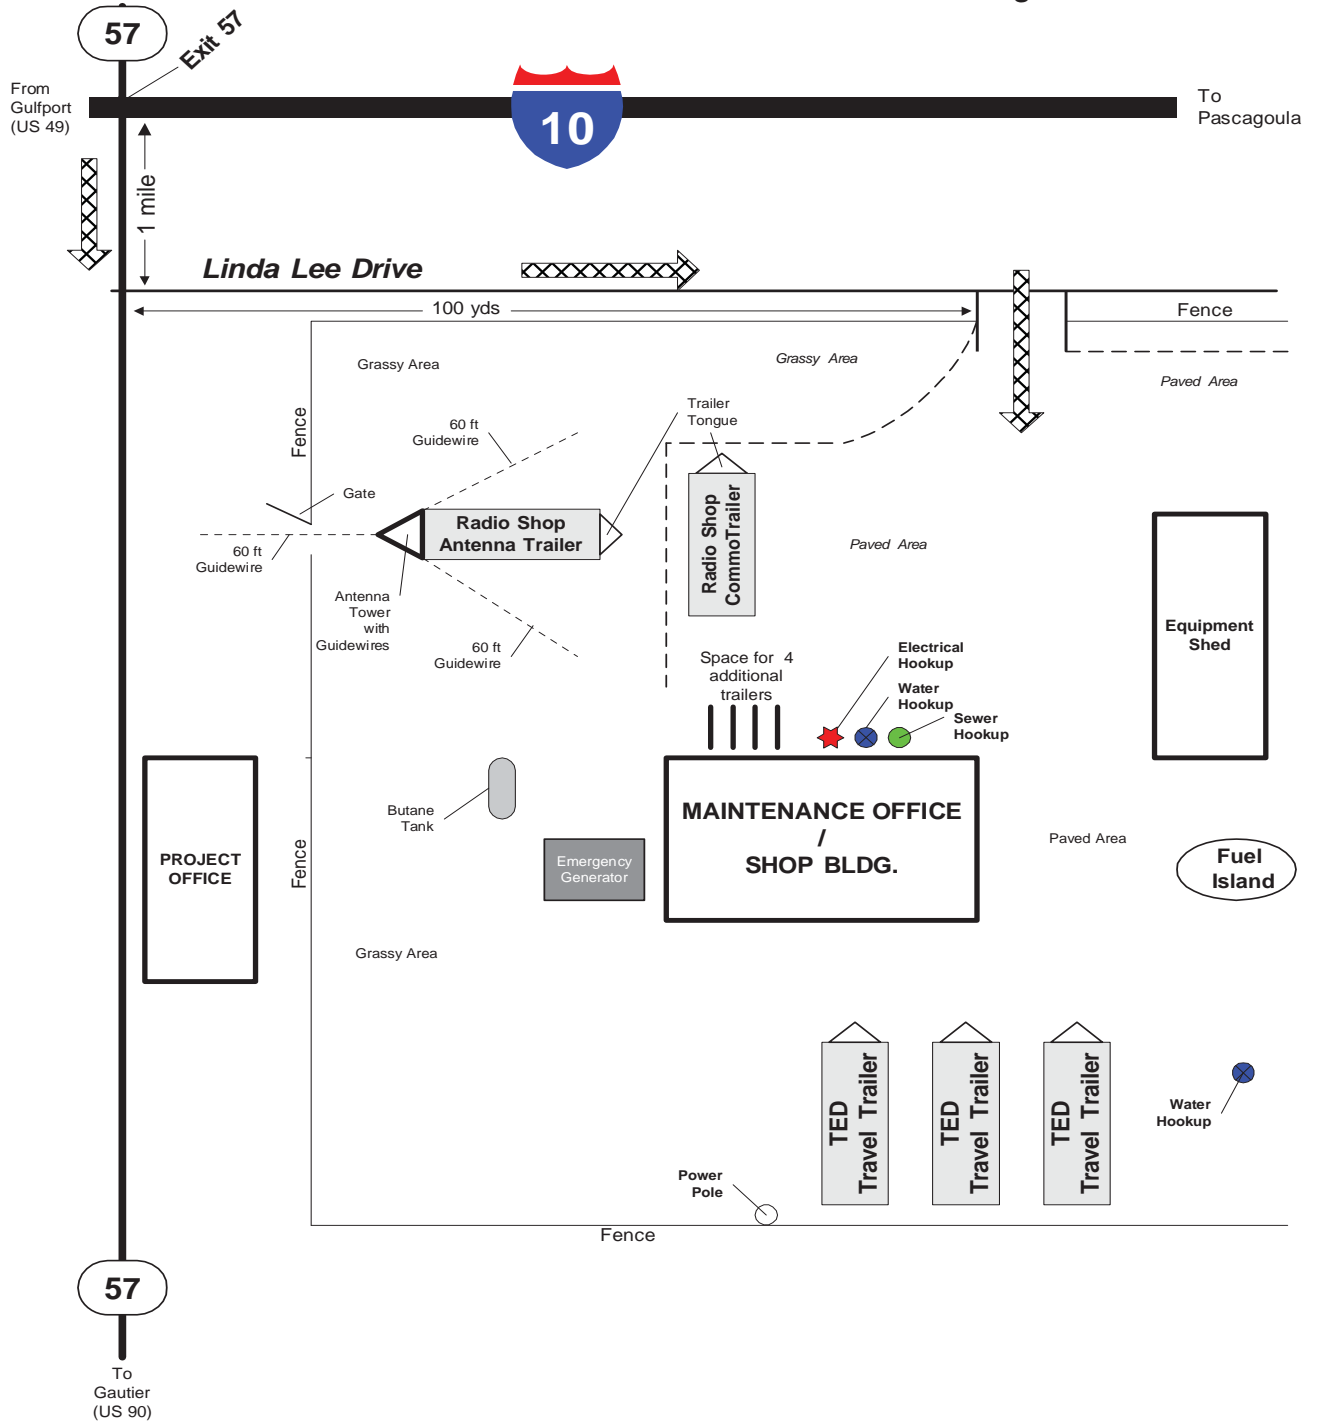 57
Exit 57
From
Gulfport
(US 49)
10
To
Pascagoula
1 mile
Linda Lee Drive
100 yds
Fence
Grassy Area
Grassy Area
Paved Area
Trailer
Tongue
60 ft
Guidewire
Fence
Gate
Radio Shop
Antenna Trailer
Radio Shop
CommoTrailer
Paved Area
60 ft
Guidewire
Antenna
Tower
with
Guidewires
60 ft
Guidewire
Equipment
Shed
Space for 4
additional
trailers
Electrical
Hookup
Water
Hookup
Sewer
Hookup
Butane
Tank
MAINTENANCE OFFICE
/
SHOP BLDG.
Paved Area
Fuel
Island
PROJECT
OFFICE
Fence
Emergency
Generator
Grassy Area
TED
Travel Trailer
TED
Travel Trailer
TED
Travel Trailer
Water
Hookup
Power
Pole
Fence
57
To
Gautier
(US 90)